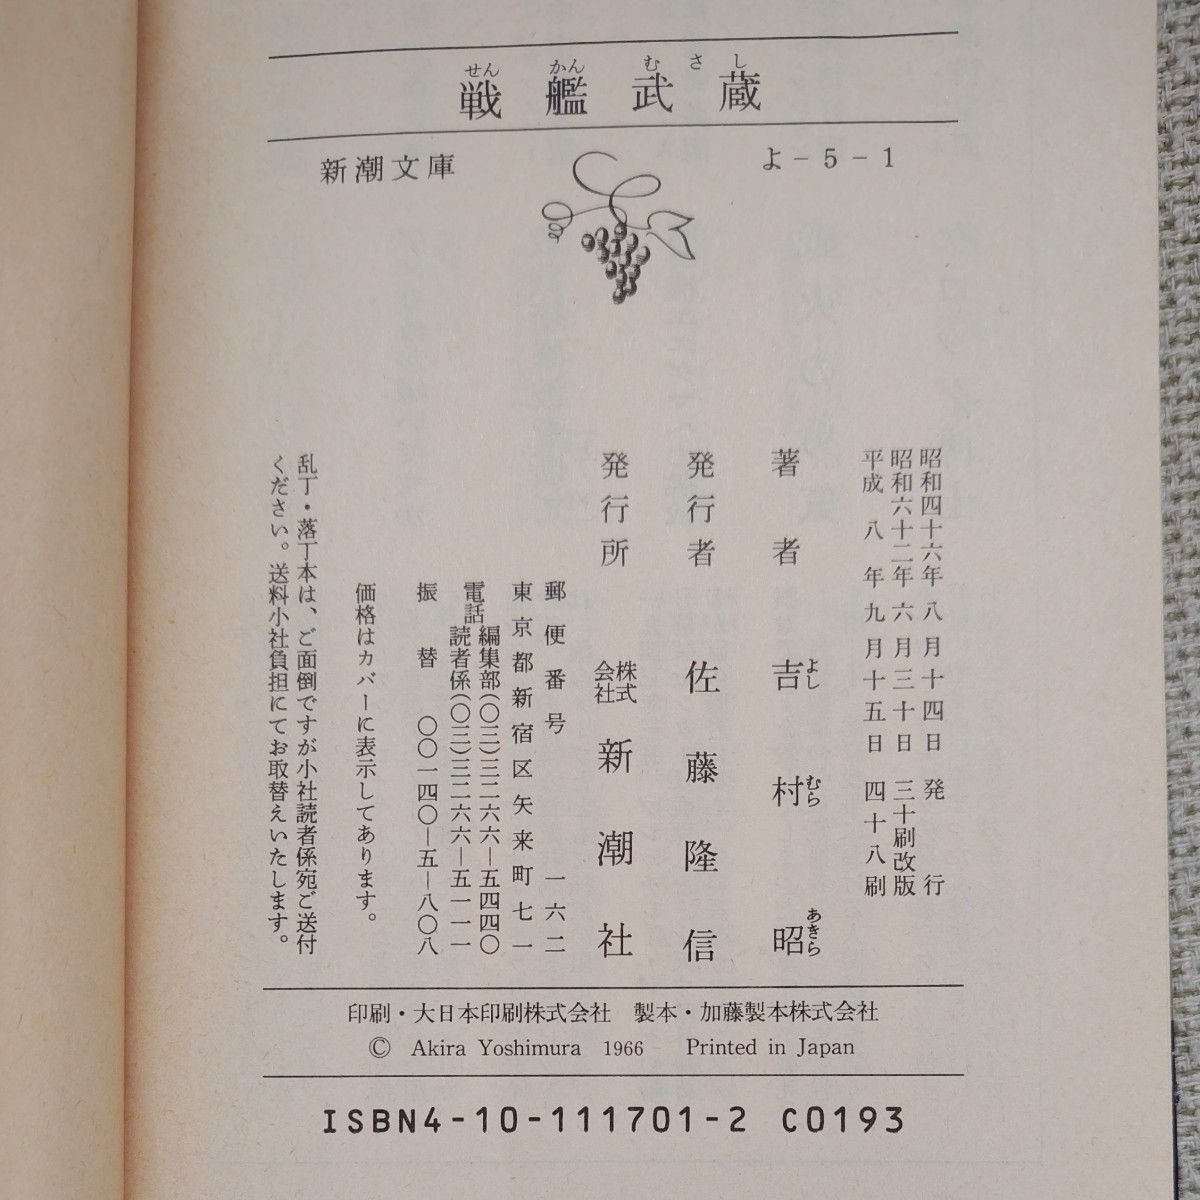 せん かん む さ し
戦艦武蔵
新潮文庫 よ-5-1
昭和四十六年八月十四日 発行
昭和六十二年六月三十日 三十刷改版
平成八年九月十五日 四十八刷
著者 吉村昭
よし むら あきら
発行者 佐藤隆信
発行所 株式会社 新潮社
郵便番号 一六二
東京都新宿区矢来町七一
電話 編集部(〇三)三二六六―五四四〇
読者係(〇三)三二六六―五一一一
振替 〇〇一四〇―五―八〇八
価格はカバーに表示してあります。
乱丁・落丁本は、ご面倒ですが小社読者係宛ご送付
ください。送料小社負担にてお取替えいたします。
印刷・大日本印刷株式会社 製本・加藤製本株式会社
© Akira Yoshimura 1966 Printed in Japan
ISBN4-10-111701-2 C0193